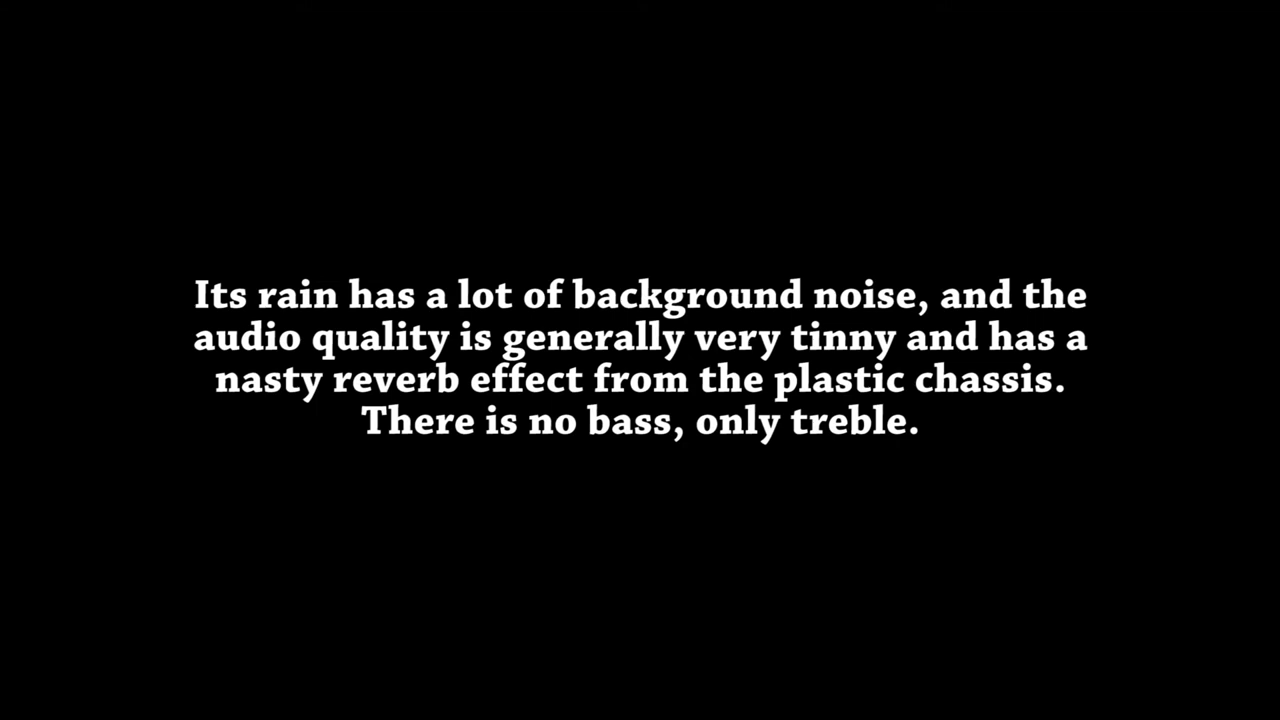 Its rain has a lot of background noise, and the
audio quality is generally very tinny and has a
nasty reverb effect from the plastic chassis.
There is no bass, only treble.